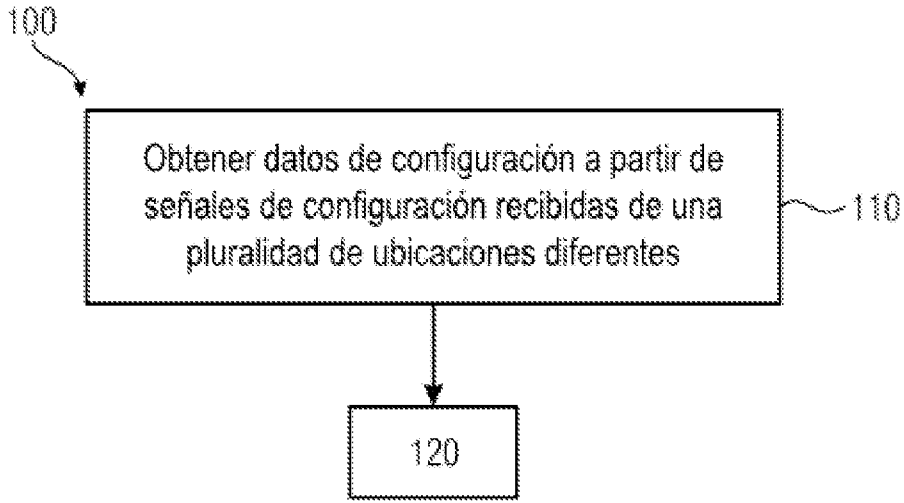 100
Obtener datos de configuración a partir de
señales de configuración recibidas de una
pluralidad de ubicaciones diferentes
110
120